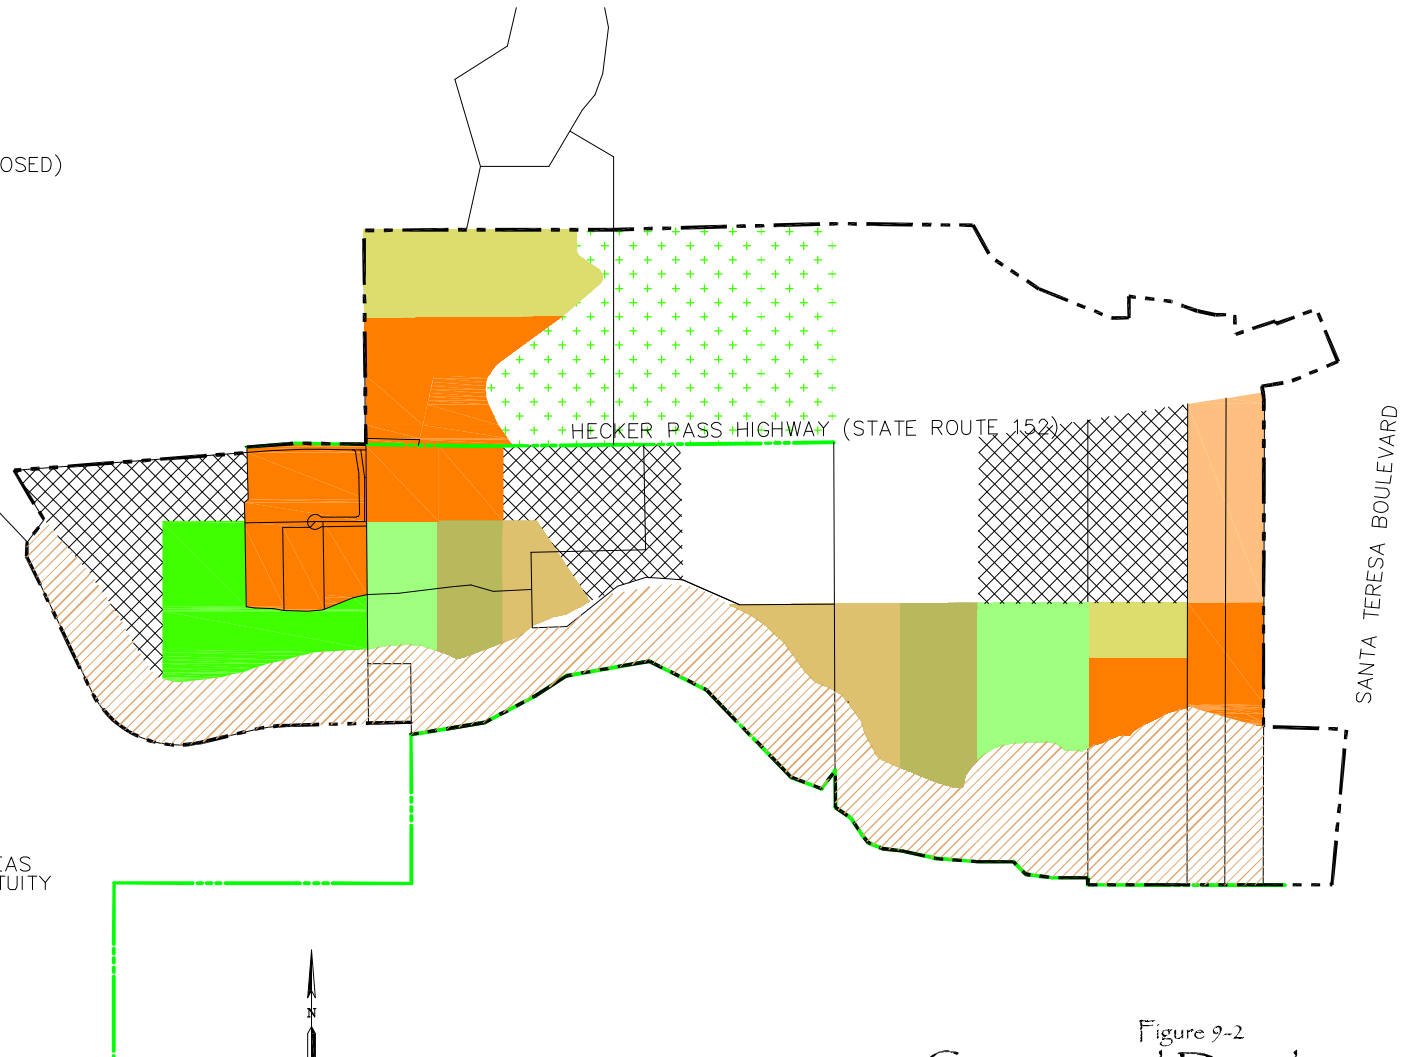 OSED)
HECKER PASS HIGHWAY (STATE ROUTE 152)
SANTA TERESA BOULEVARD
EAS
TUITY
N
Figure 9-2